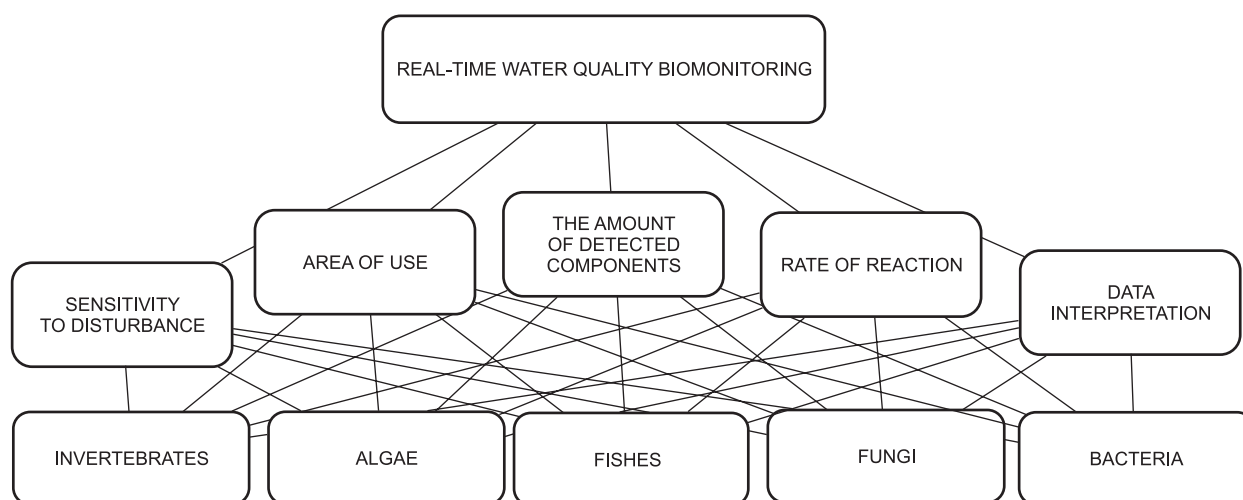 REAL-TIME WATER QUALITY BIOMONITORING
SENSITIVITY
TO DISTURBANCE
AREA OF USE
THE AMOUNT
OF DETECTED
COMPONENTS
RATE OF REACTION
DATA
INTERPRETATION
INVERTEBRATES
ALGAE
FISHES
FUNGI
BACTERIA